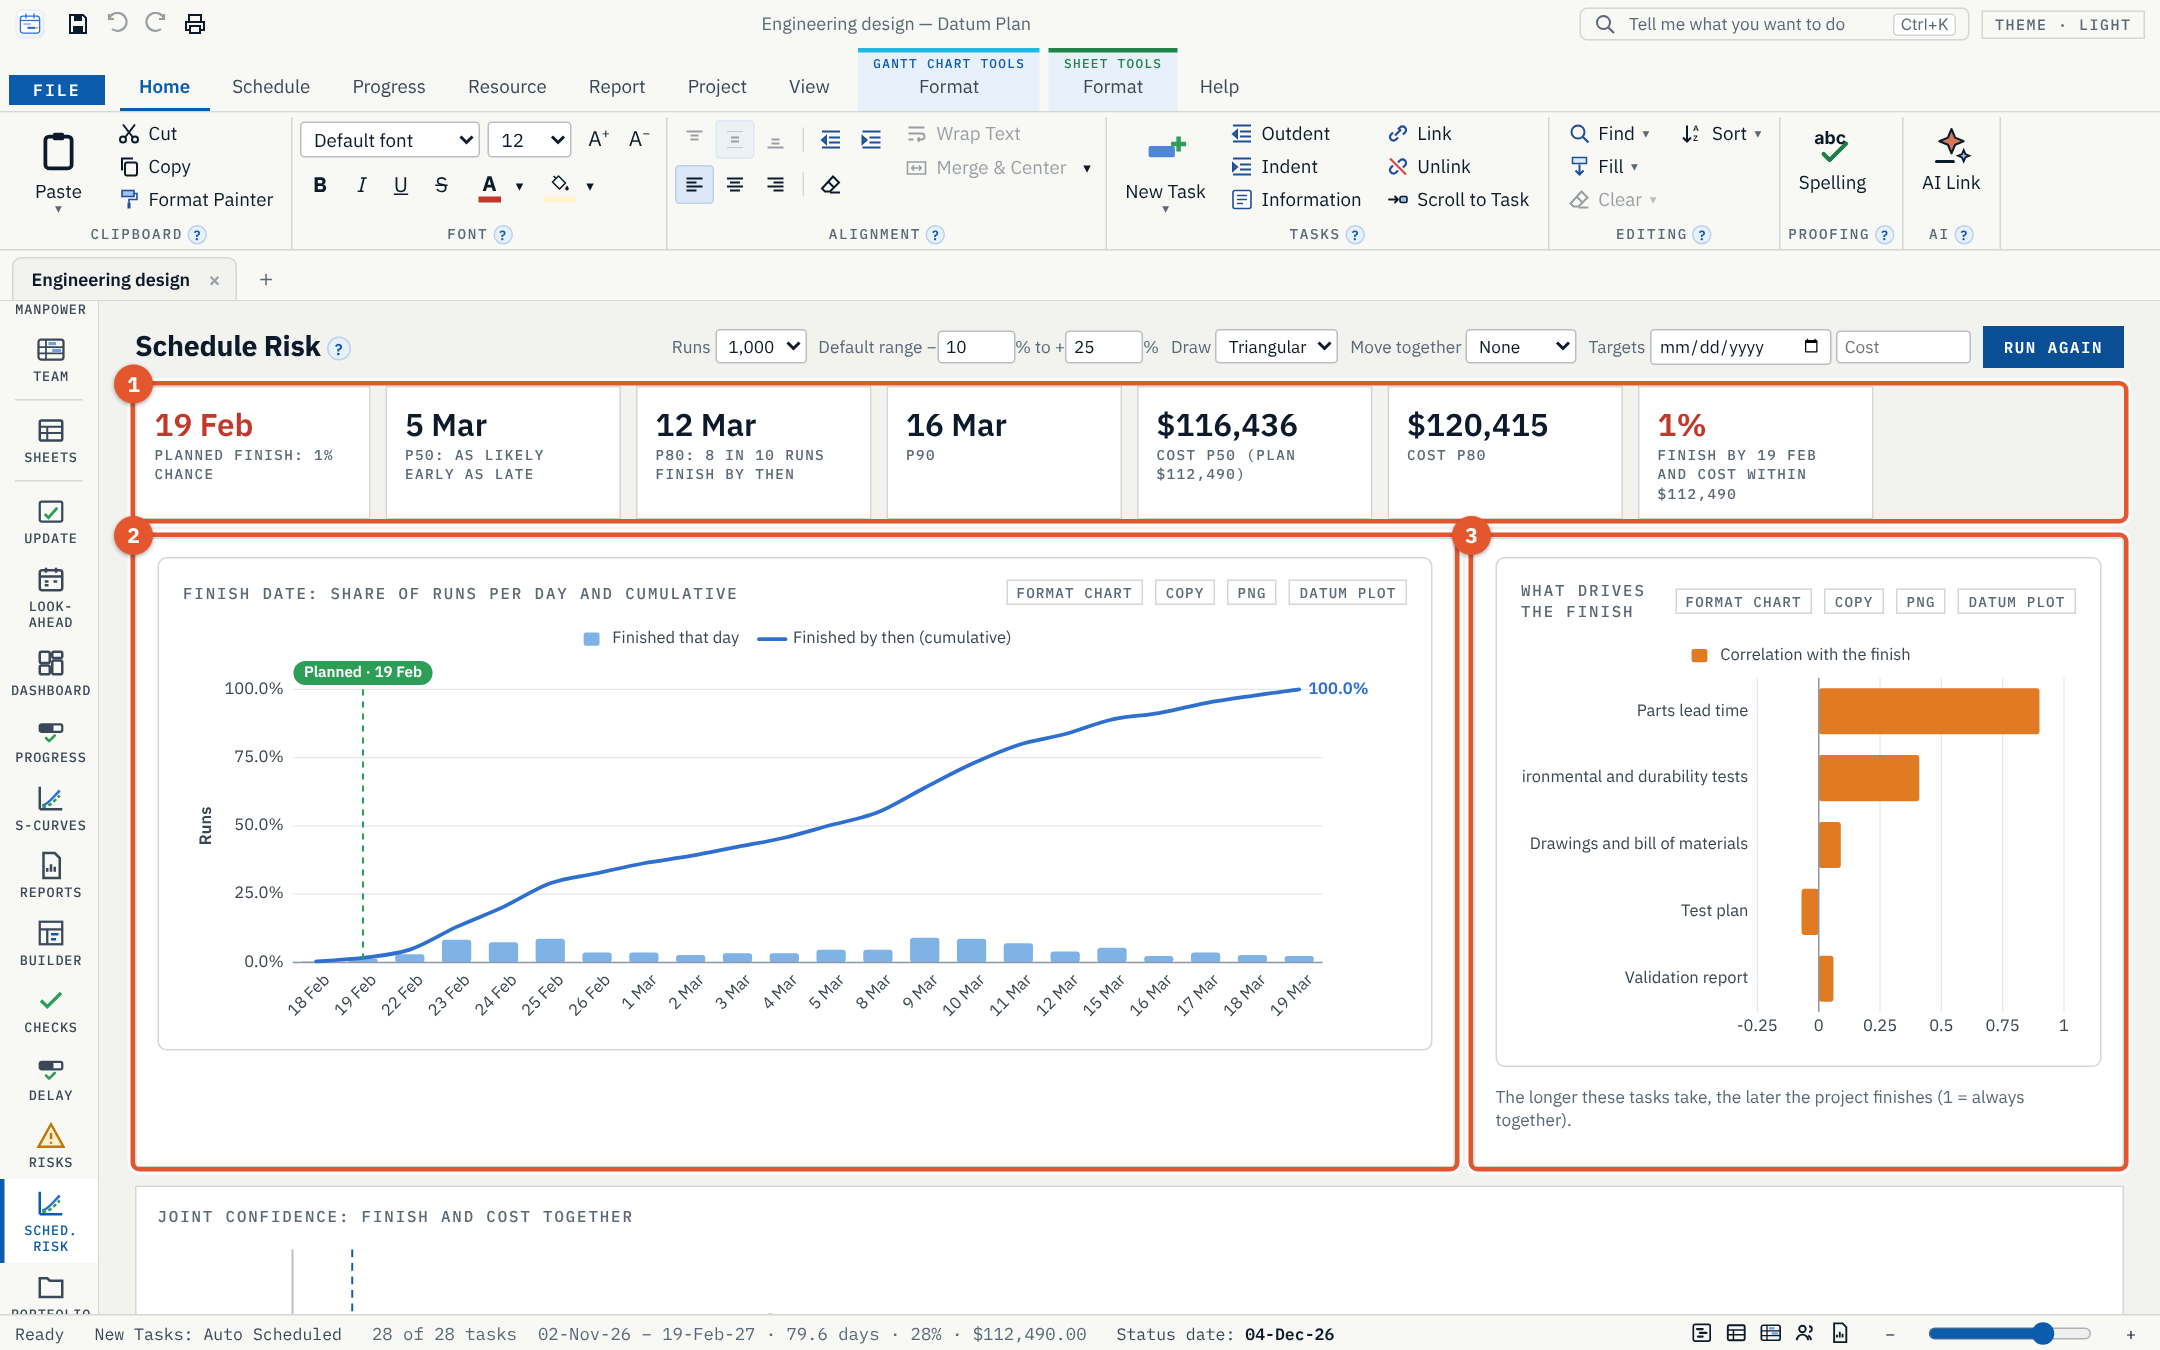 Engineering design — Datum Plan
Tell me what you want to do
Ctrl+K
THEME · LIGHT
FILE
Home
Schedule
Progress
Resource
Report
Project
View
GANTT CHART TOOLS
Format
SHEET TOOLS
Format
Help
Paste
Cut
Copy
Format Painter
CLIPBOARD ?
Default font
12
A+ A−
B I U S A
FONT ?
Wrap Text
Merge & Center
ALIGNMENT ?
New Task
Outdent
Indent
Information
Link
Unlink
Scroll to Task
TASKS ?
Find
Sort
Fill
Clear
EDITING ?
abc
Spelling
PROOFING ?
AI Link
AI ?
Engineering design ×
+
MANPOWER
TEAM
SHEETS
UPDATE
LOOK-
AHEAD
DASHBOARD
PROGRESS
S-CURVES
REPORTS
BUILDER
CHECKS
DELAY
RISKS
SCHED.
RISK
PORTFOLIO
Schedule Risk ?
Runs 1,000
Default range − 10 % to + 25 %
Draw Triangular
Move together None
Targets mm/dd/yyyy
Cost
RUN AGAIN
1
19 Feb
PLANNED FINISH: 1%
CHANCE
5 Mar
P50: AS LIKELY
EARLY AS LATE
12 Mar
P80: 8 IN 10 RUNS
FINISH BY THEN
16 Mar
P90
$116,436
COST P50 (PLAN
$112,490)
$120,415
COST P80
1%
FINISH BY 19 FEB
AND COST WITHIN
$112,490
2
FINISH DATE: SHARE OF RUNS PER DAY AND CUMULATIVE
FORMAT CHART
COPY
PNG
DATUM PLOT
Finished that day
Finished by then (cumulative)
Planned · 19 Feb
100.0%
75.0%
50.0%
25.0%
0.0%
Runs
100.0%
18 Feb
19 Feb
22 Feb
23 Feb
24 Feb
25 Feb
26 Feb
1 Mar
2 Mar
3 Mar
4 Mar
5 Mar
8 Mar
9 Mar
10 Mar
11 Mar
12 Mar
15 Mar
16 Mar
17 Mar
18 Mar
19 Mar
3
WHAT DRIVES
THE FINISH
FORMAT CHART
COPY
PNG
DATUM PLOT
Correlation with the finish
Parts lead time
ironmental and durability tests
Drawings and bill of materials
Test plan
Validation report
-0.25
0
0.25
0.5
0.75
1
The longer these tasks take, the later the project finishes (1 = always
together).
JOINT CONFIDENCE: FINISH AND COST TOGETHER
Ready
New Tasks: Auto Scheduled
28 of 28 tasks
02-Nov-26 – 19-Feb-27 · 79.6 days · 28% · $112,490.00
Status date: 04-Dec-26
− +